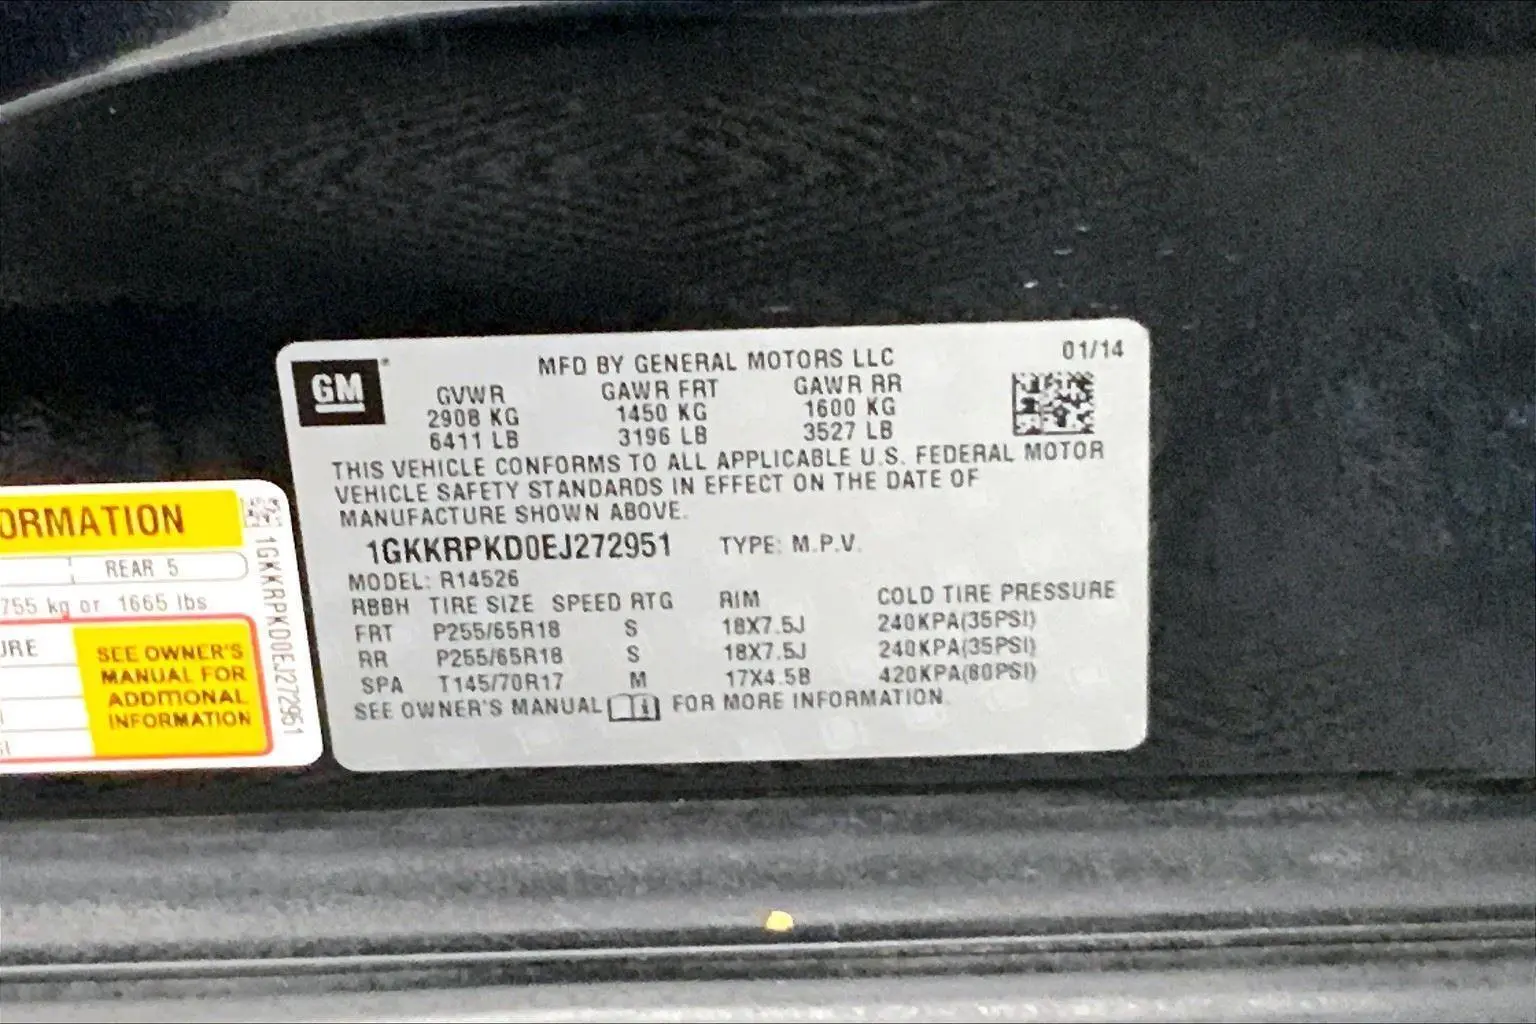 GM
MFD BY GENERAL MOTORS LLC 01/14
GVWR GAWR FRT GAWR RR
2908 KG 1450 KG 1600 KG
6411 LB 3196 LB 3527 LB
THIS VEHICLE CONFORMS TO ALL APPLICABLE U.S. FEDERAL MOTOR
VEHICLE SAFETY STANDARDS IN EFFECT ON THE DATE OF
MANUFACTURE SHOWN ABOVE.
1GKKRPKD0EJ272951 TYPE: M.P.V.
MODEL: R14526
RBBH TIRE SIZE SPEED RTG RIM COLD TIRE PRESSURE
FRT P255/65R18 S 18X7.5J 240KPA(35PSI)
RR P255/65R18 S 18X7.5J 240KPA(35PSI)
SPA T145/70R17 M 17X4.5B 420KPA(60PSI)
SEE OWNER'S MANUAL FOR MORE INFORMATION.
ORMATION
REAR 5
755 kg or 1665 lbs
URE
SEE OWNER'S
MANUAL FOR
ADDITIONAL
INFORMATION
1GKKRPKD0EJ272951